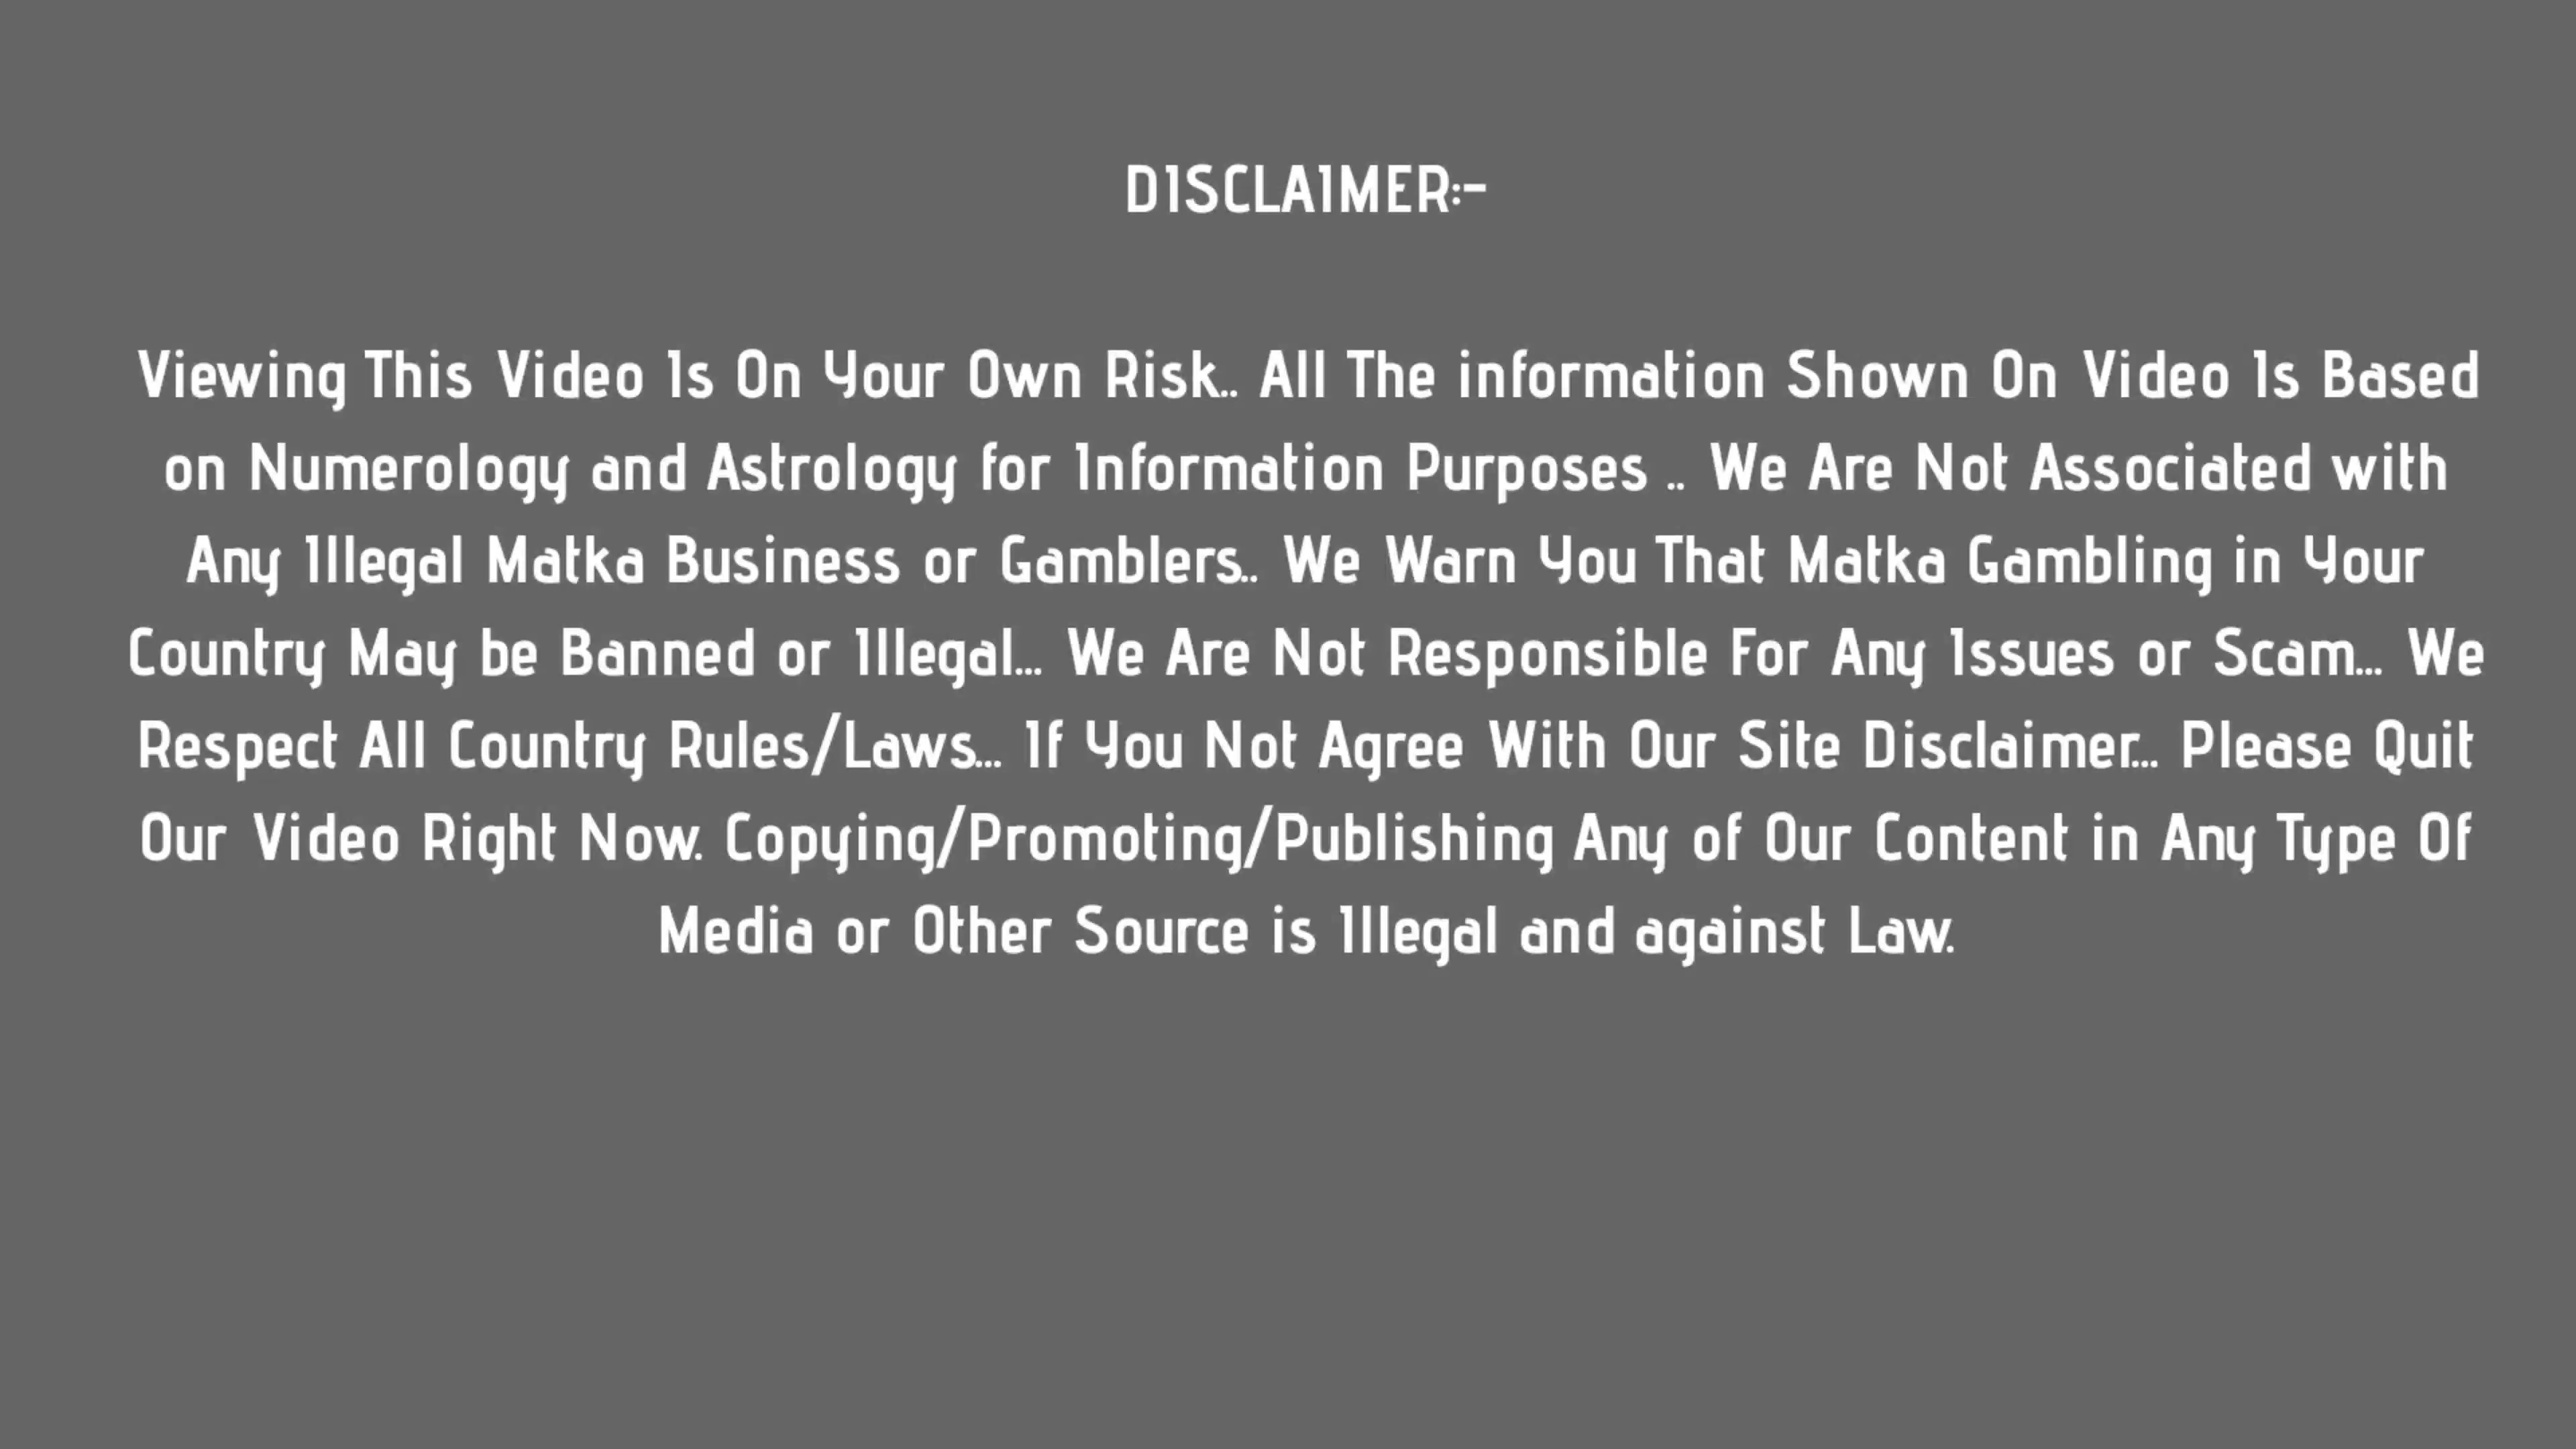 DISCLAIMER:-
Viewing This Video Is On Your Own Risk.. All The information Shown On Video Is Based
on Numerology and Astrology for Information Purposes .. We Are Not Associated with
Any Illegal Matka Business or Gamblers.. We Warn You That Matka Gambling in Your
Country May be Banned or Illegal... We Are Not Responsible For Any Issues or Scam... We
Respect All Country Rules/Laws... If You Not Agree With Our Site Disclaimer... Please Quit
Our Video Right Now. Copying/Promoting/Publishing Any of Our Content in Any Type Of
Media or Other Source is Illegal and against Law.